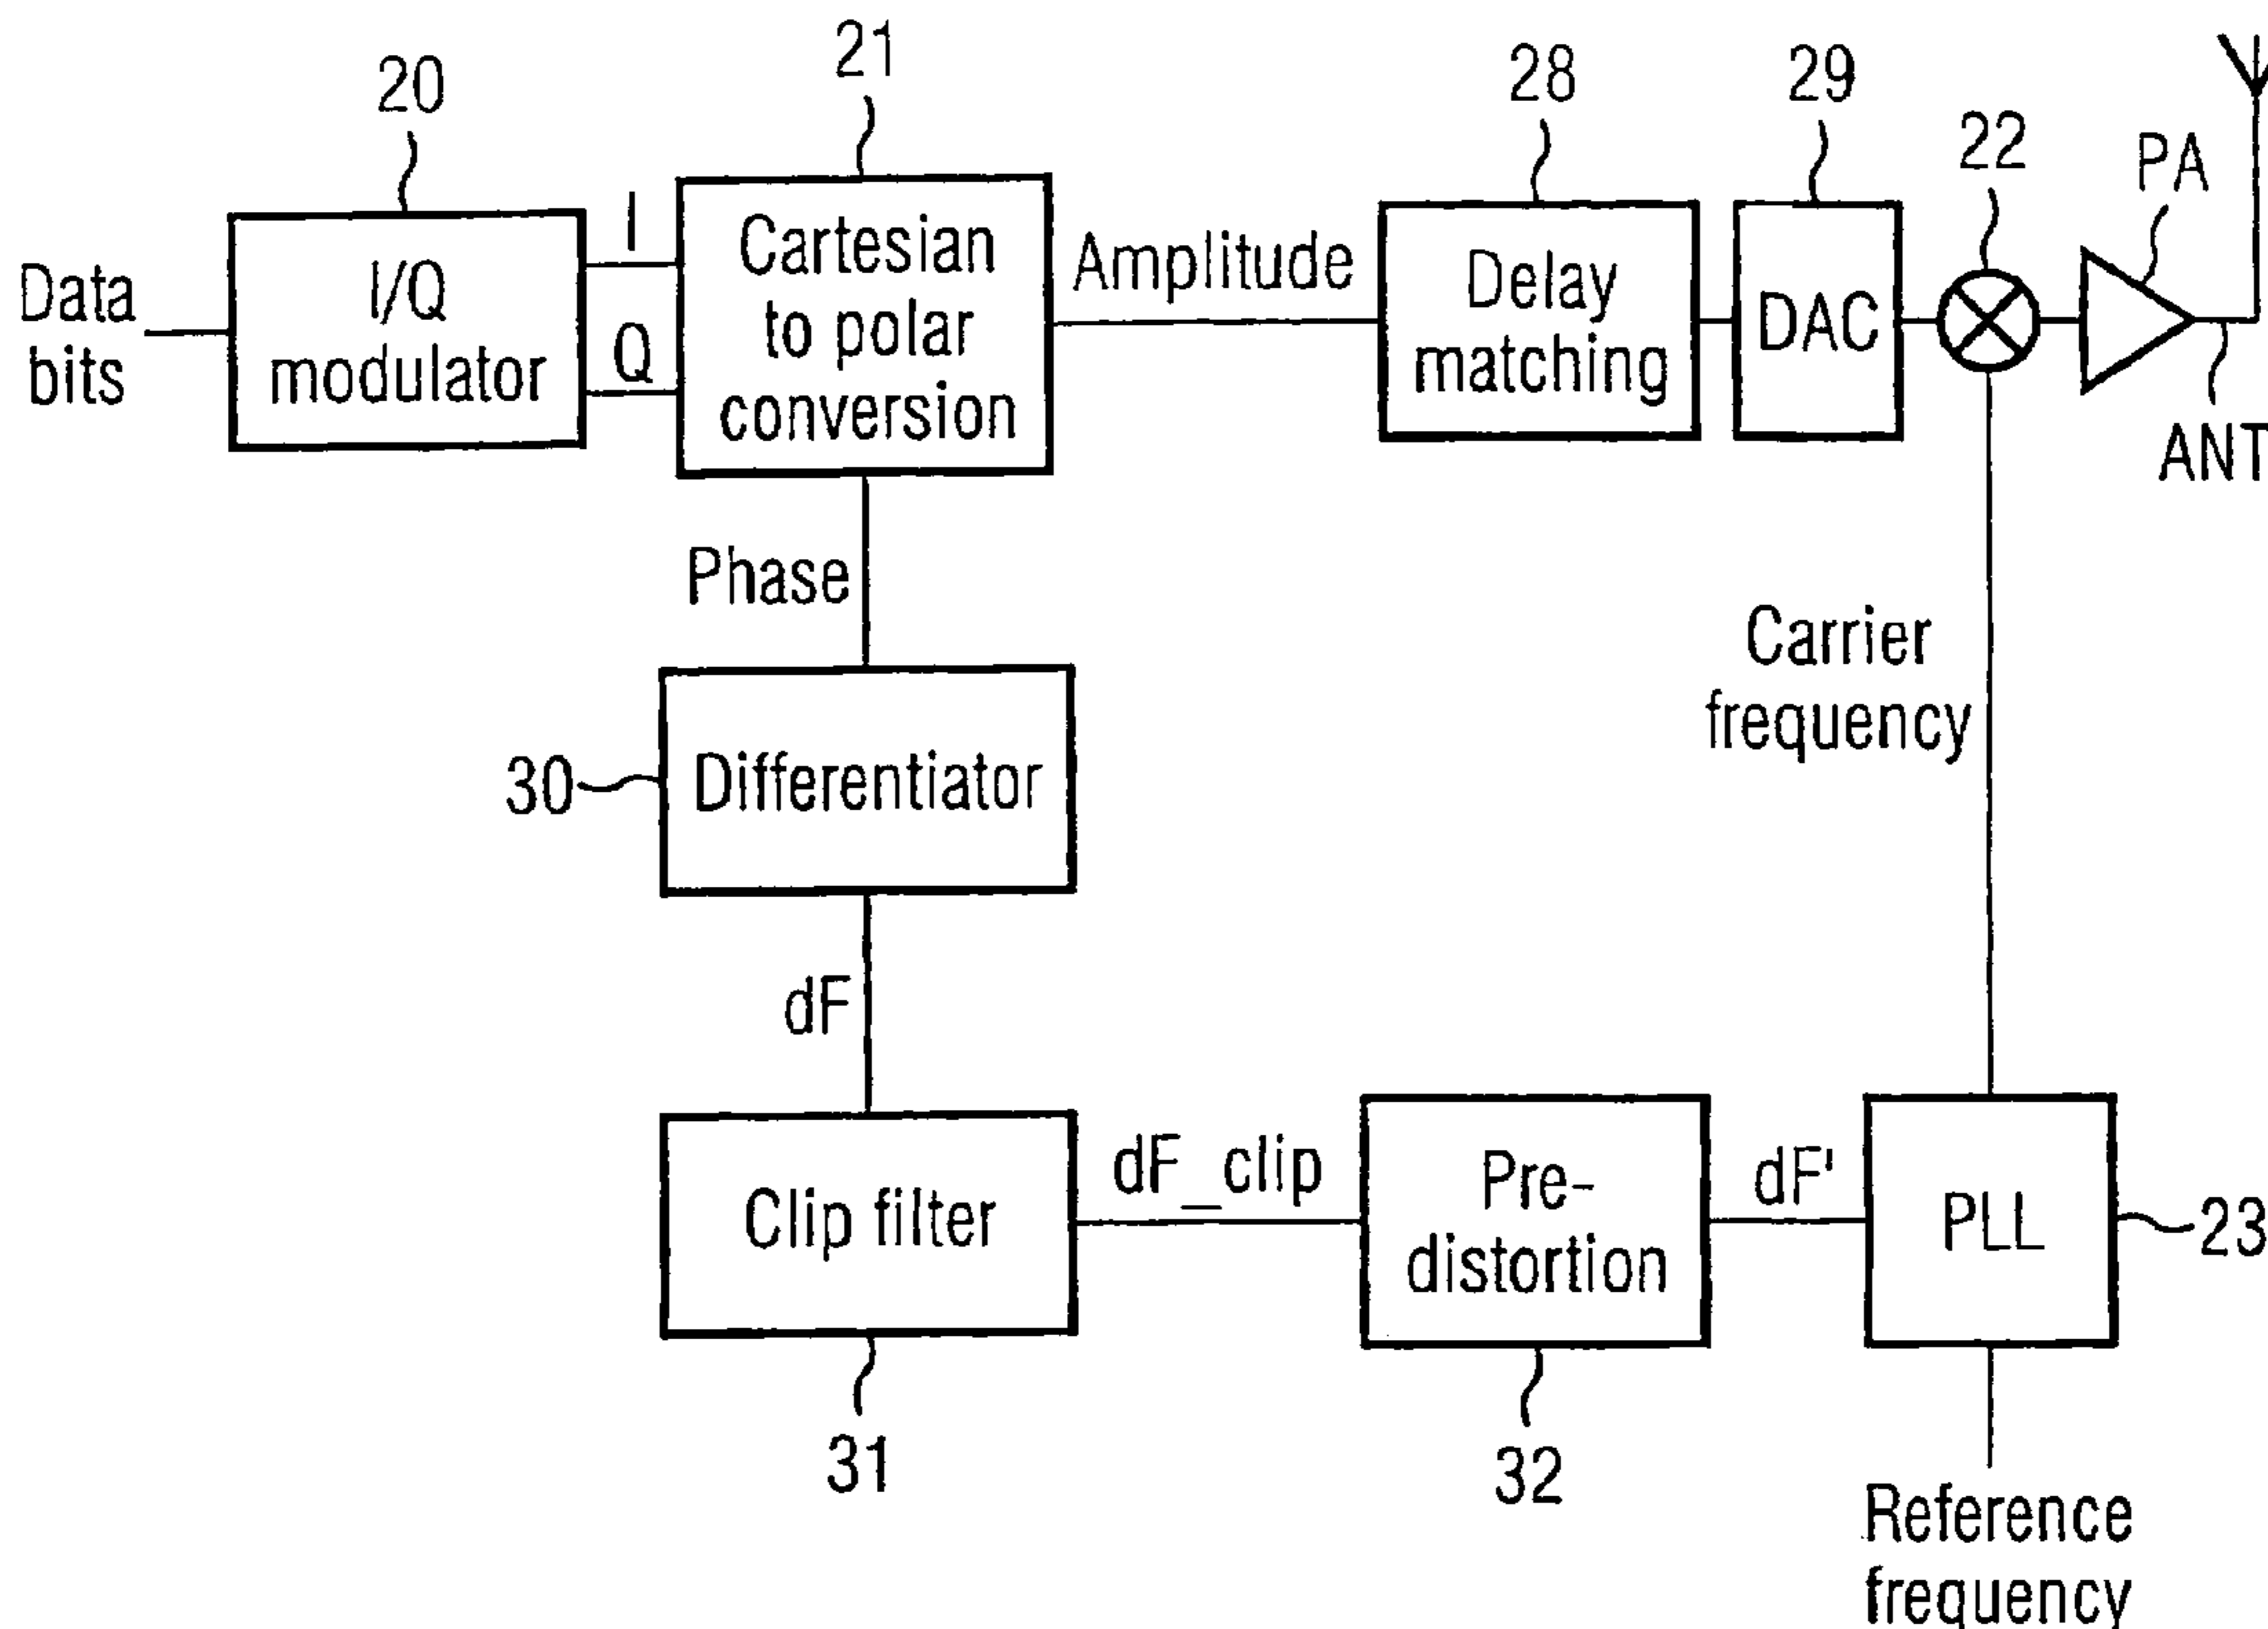 20
21
28
29
22
PA
Data
bits
I/Q
modulator
I
Q
Cartesian
to polar
conversion
Amplitude
Delay
matching
DAC
ANT
Phase
Carrier
frequency
30
Differentiator
dF
Clip filter
dF_clip
Pre-
distortion
dF'
PLL
23
31
32
Reference
frequency